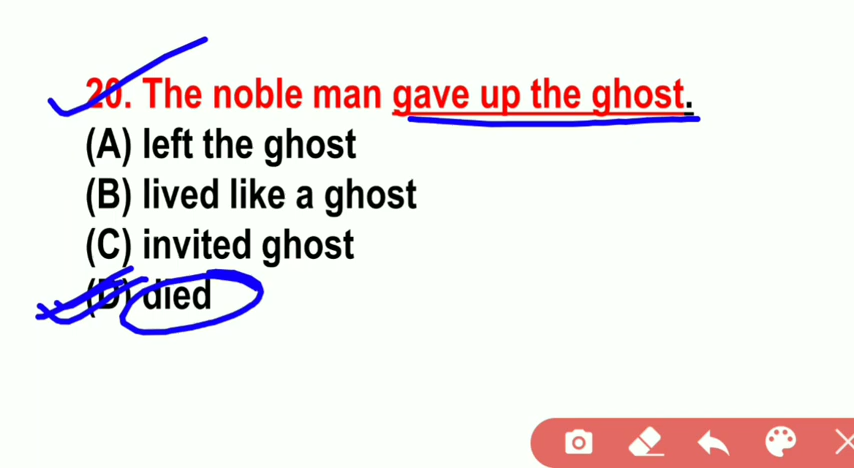 20. The noble man gave up the ghost.
(A) left the ghost
(B) lived like a ghost
(C) invited ghost
(D) died